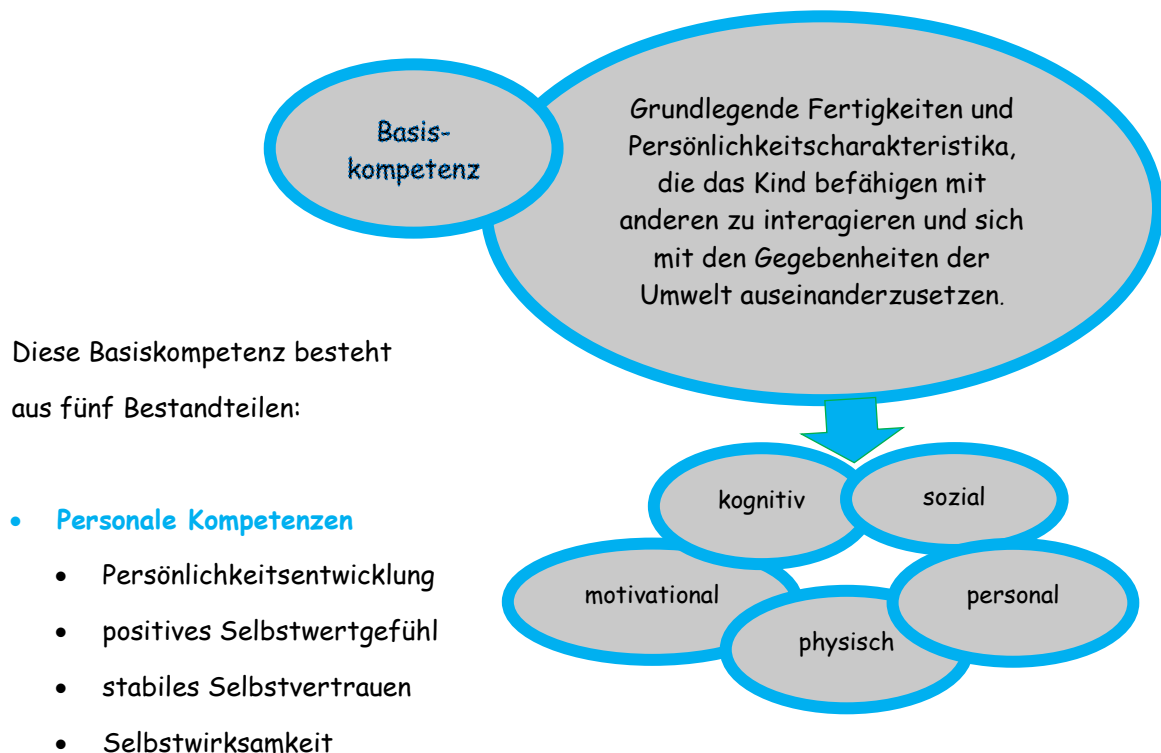 Basis-
kompetenz
Grundlegende Fertigkeiten und
Persönlichkeitscharakteristika,
die das Kind befähigen mit
anderen zu interagieren und sich
mit den Gegebenheiten der
Umwelt auseinanderzusetzen.
Diese Basiskompetenz besteht
aus fünf Bestandteilen:
kognitiv
sozial
motivational
personal
physisch
• Personale Kompetenzen
• Persönlichkeitsentwicklung
• positives Selbstwertgefühl
• stabiles Selbstvertrauen
• Selbstwirksamkeit